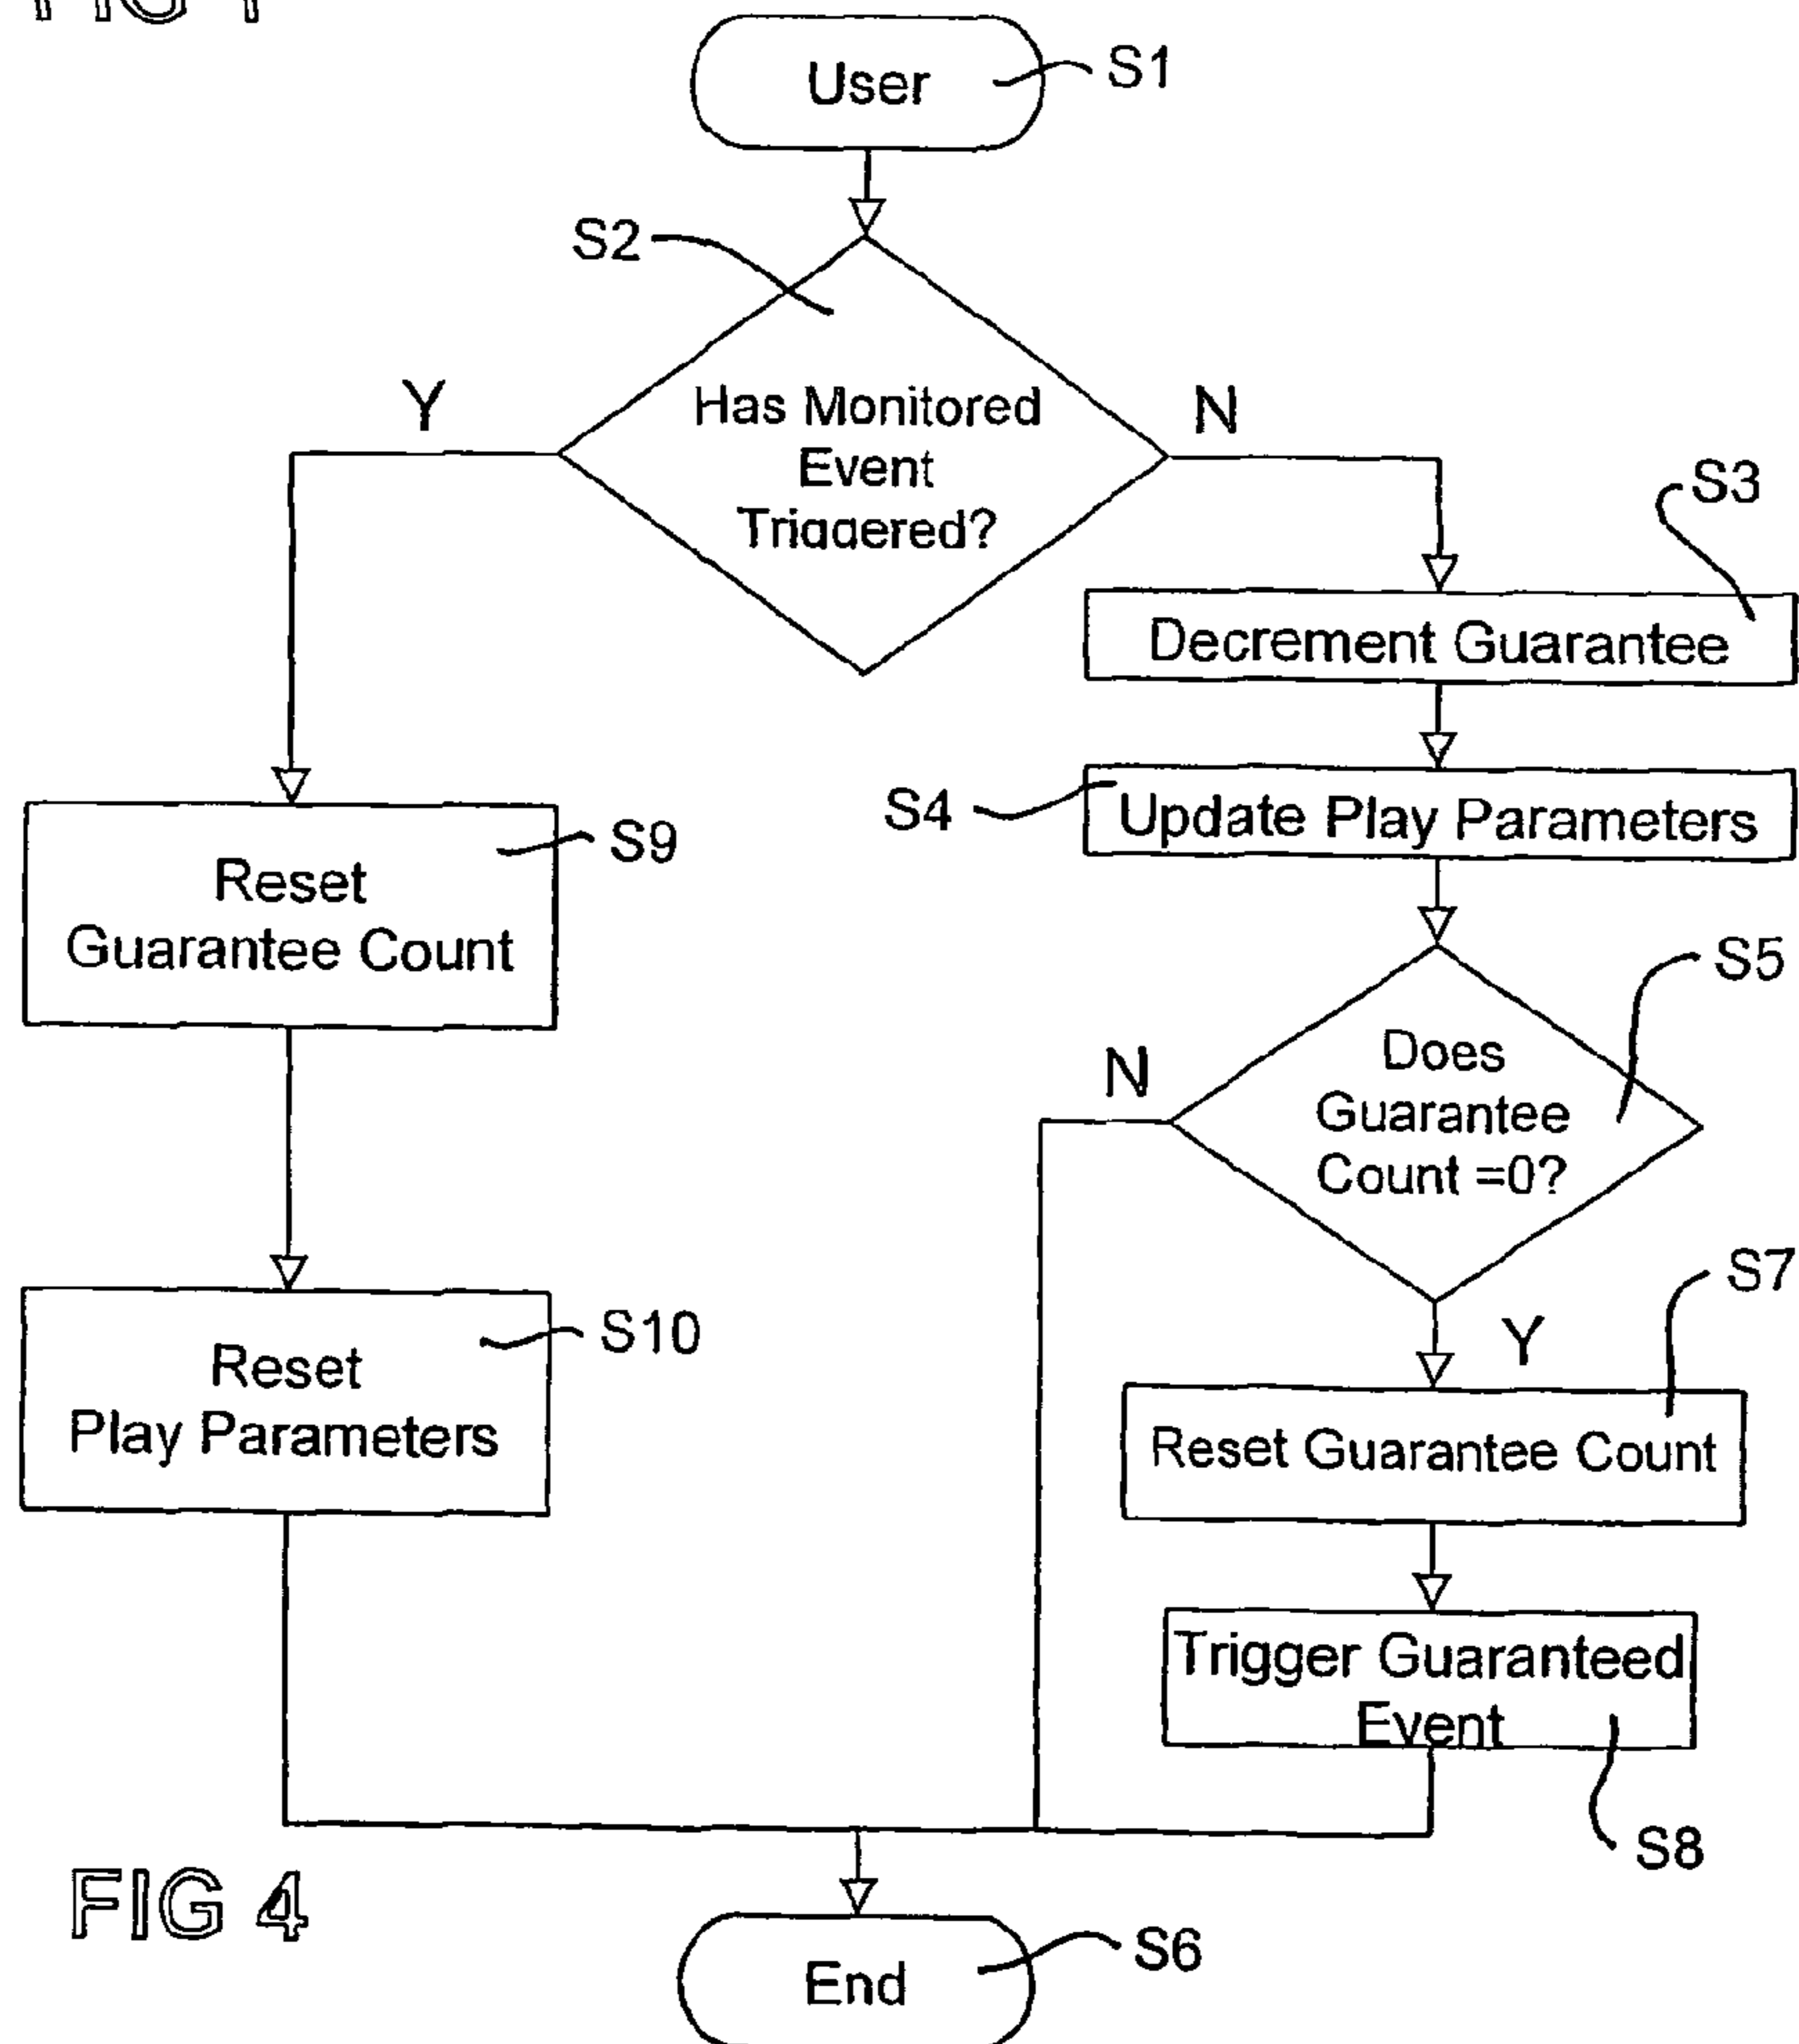 User
S1
S2
Has Monitored
Event
Triggered?
Y
N
S3
Decrement Guarantee
S4
Update Play Parameters
S9
Reset
Guarantee Count
S5
Does
Guarantee
Count =0?
N
Y
S7
Reset Guarantee Count
S10
Reset
Play Parameters
Trigger Guaranteed
Event
S8
FIG 4
End
S6